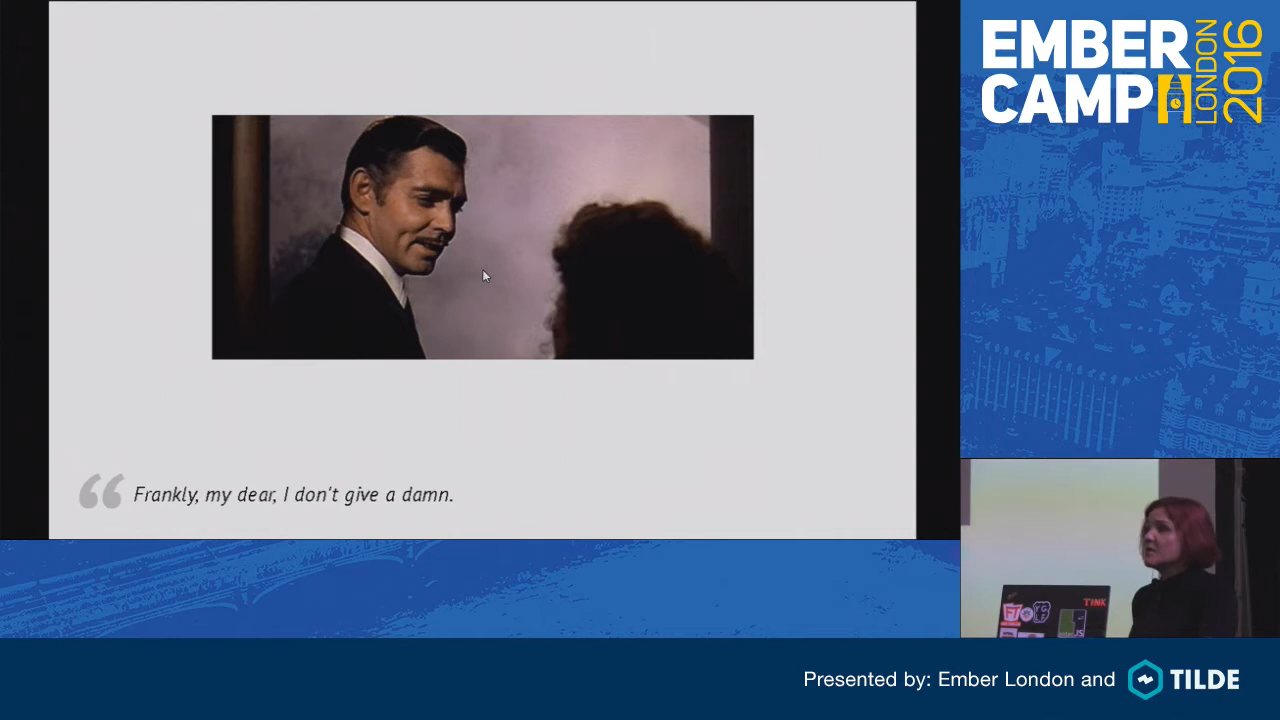 EMBER
CAMP
LONDON
2016
“ Frankly, my dear, I don't give a damn.
TILDE
Presented by: Ember London and